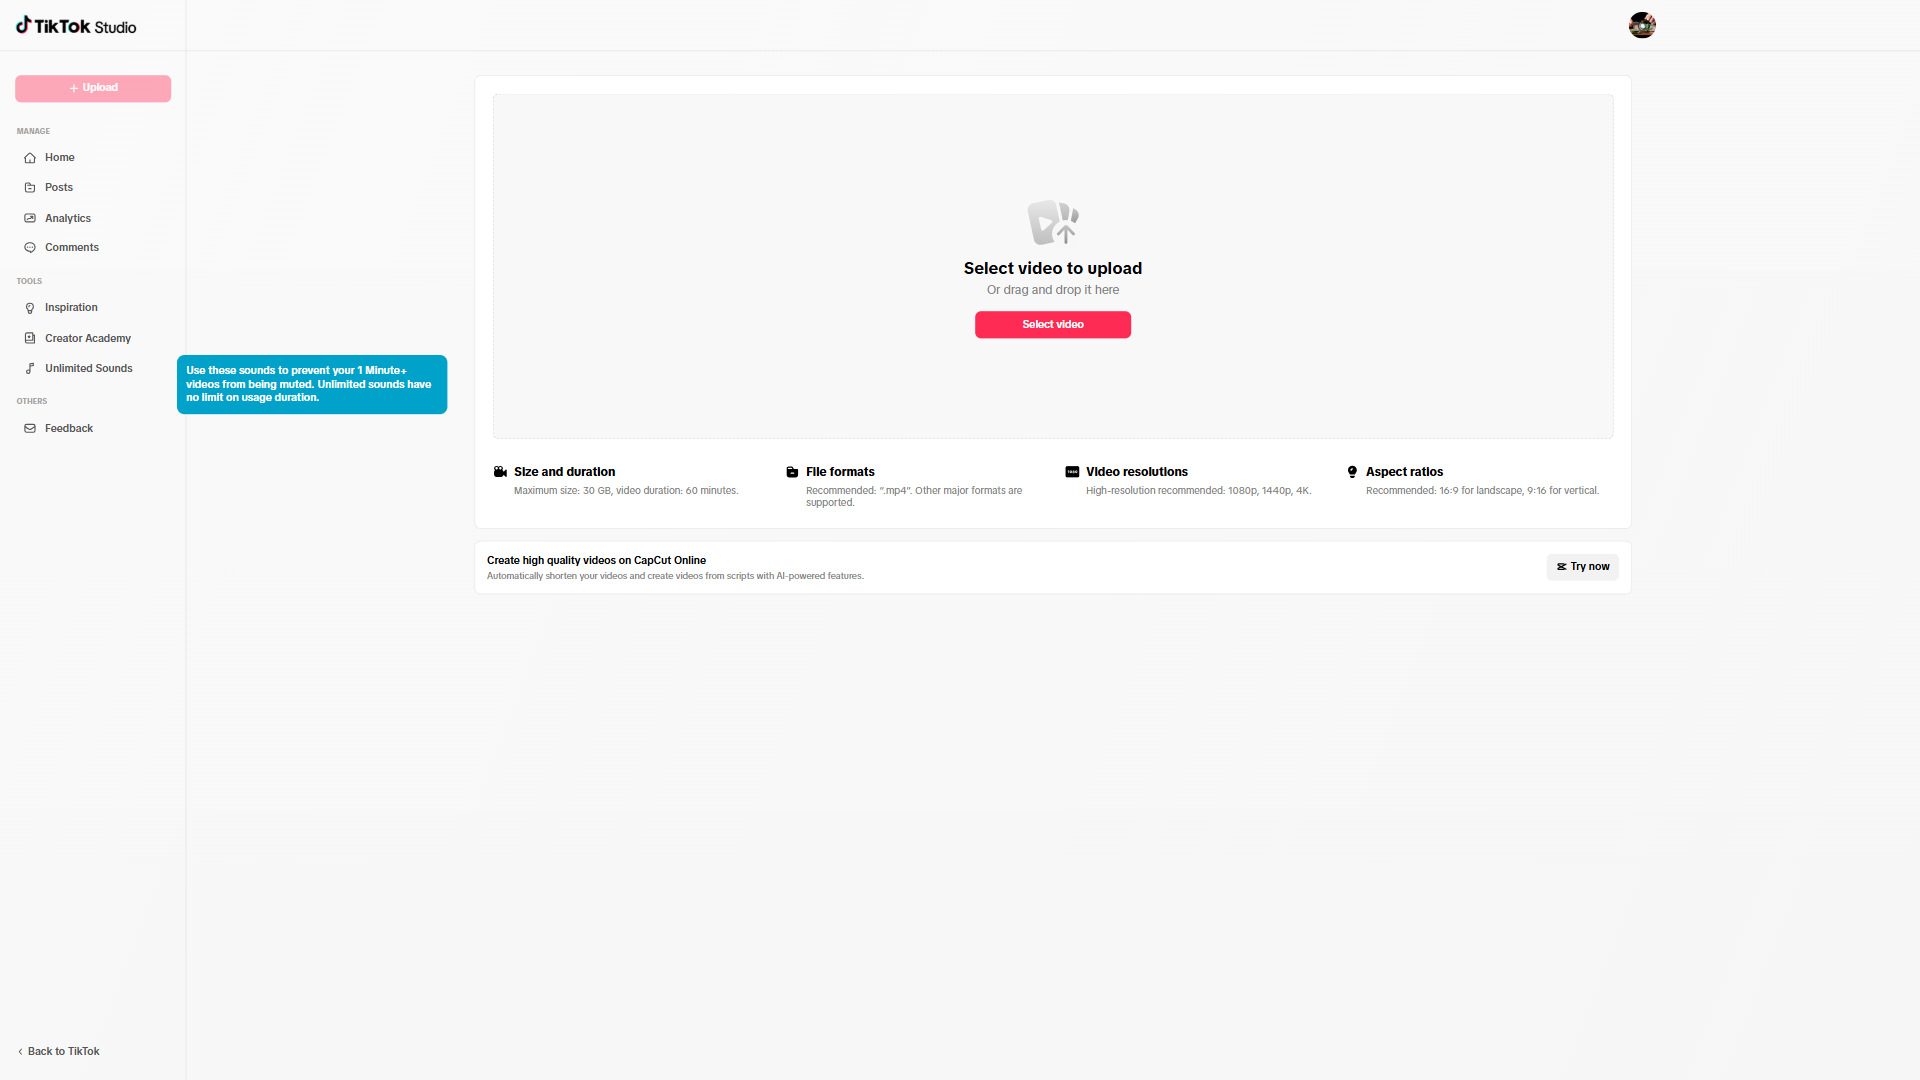 TikTok Studio
+ Upload
MANAGE
Home
Posts
Analytics
Comments
TOOLS
Inspiration
Creator Academy
Unlimited Sounds
OTHERS
Feedback
Use these sounds to prevent your 1 Minute+
videos from being muted. Unlimited sounds have
no limit on usage duration.
Select video to upload
Or drag and drop it here
Select video
Size and duration
Maximum size: 30 GB, video duration: 60 minutes.
File formats
Recommended: “.mp4”. Other major formats are
supported.
Video resolutions
High-resolution recommended: 1080p, 1440p, 4K.
Aspect ratios
Recommended: 16:9 for landscape, 9:16 for vertical.
Create high quality videos on CapCut Online
Automatically shorten your videos and create videos from scripts with AI-powered features.
Try now
Back to TikTok